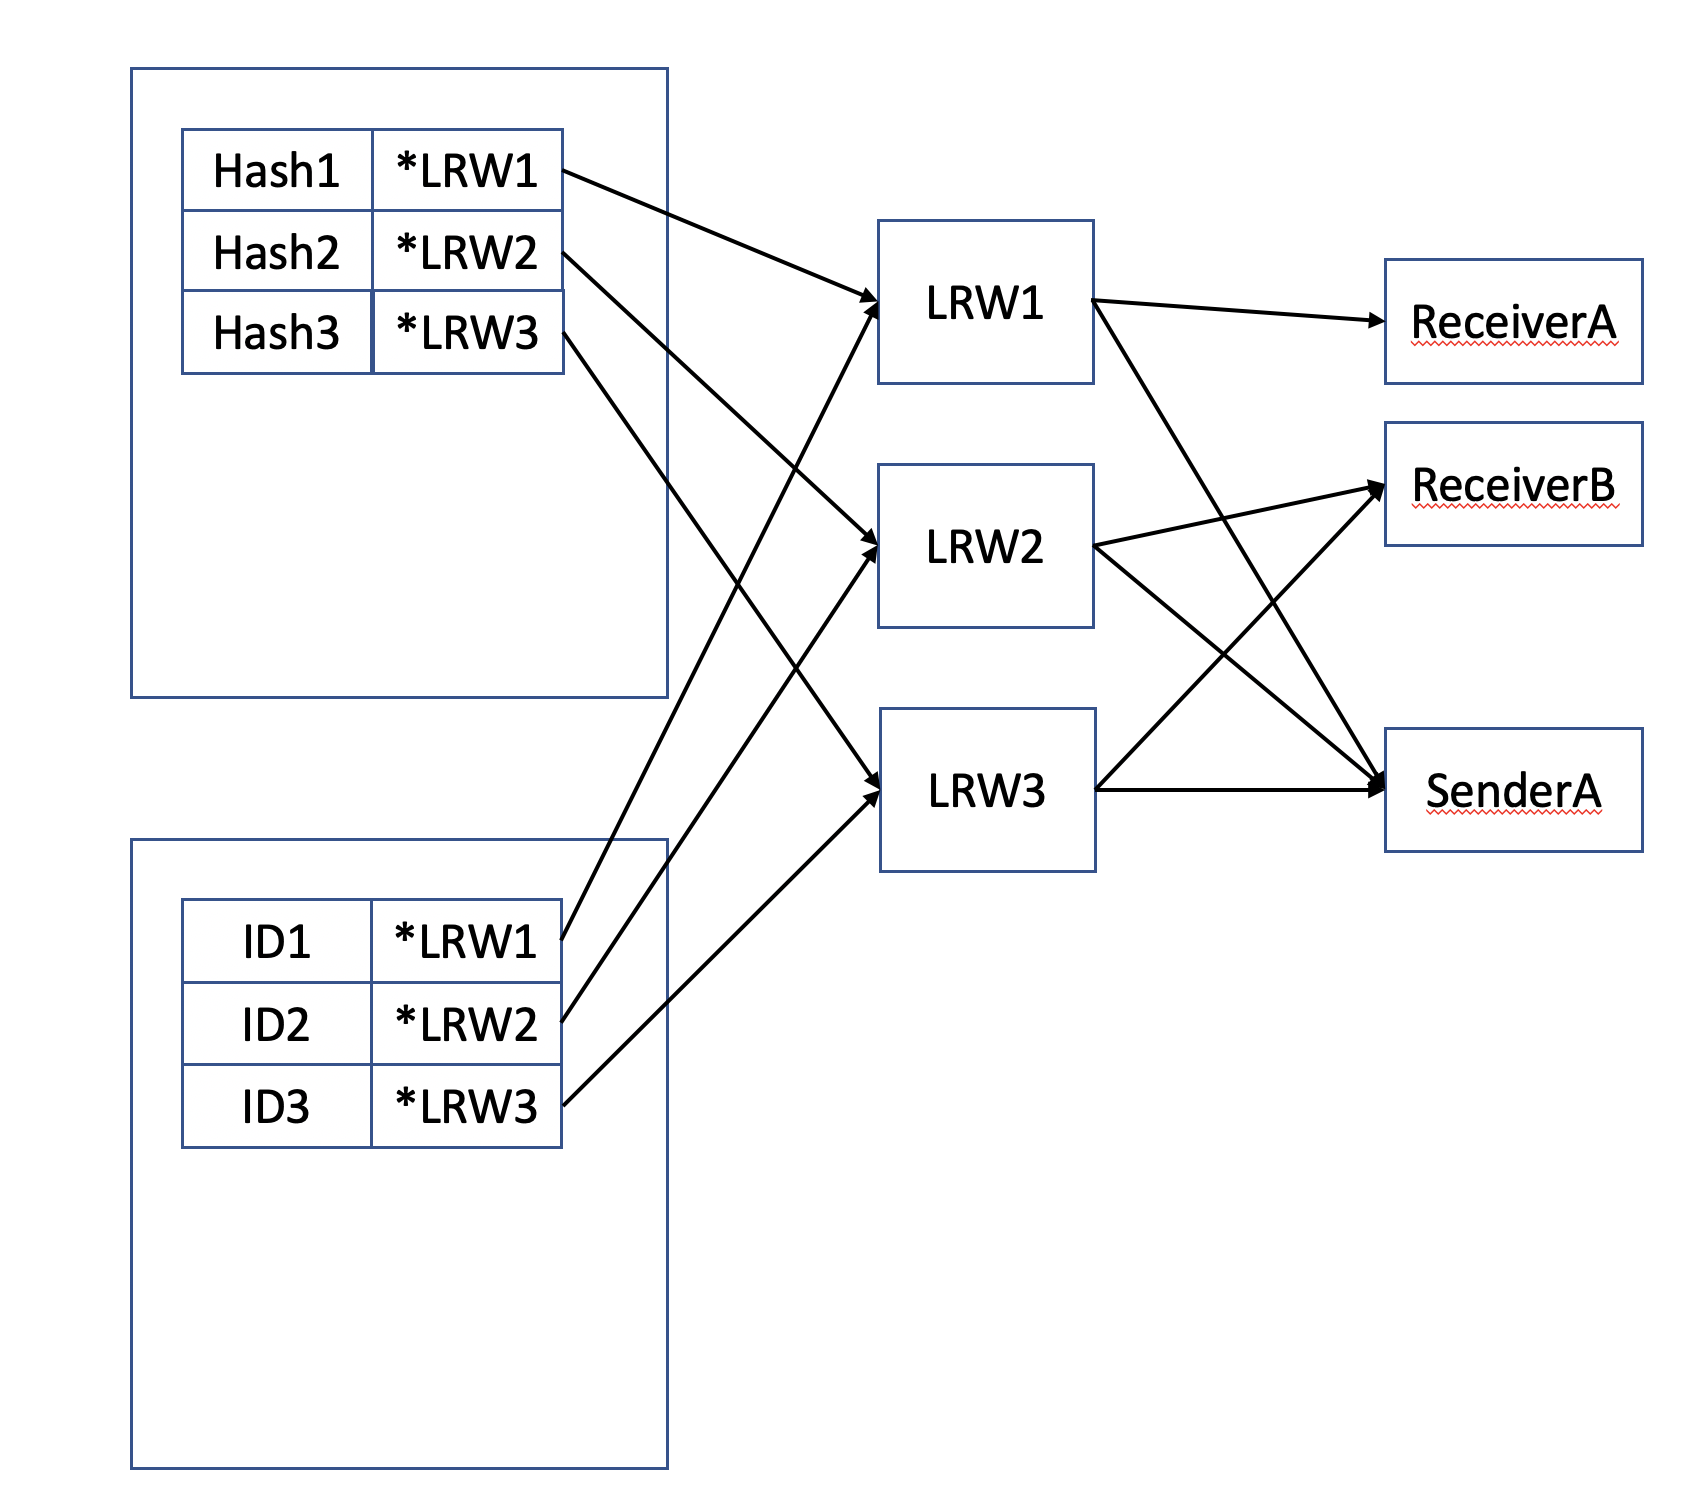 Hash1 *LRW1
Hash2 *LRW2
Hash3 *LRW3
LRW1
LRW2
LRW3
ReceiverA
ReceiverB
SenderA
ID1 *LRW1
ID2 *LRW2
ID3 *LRW3